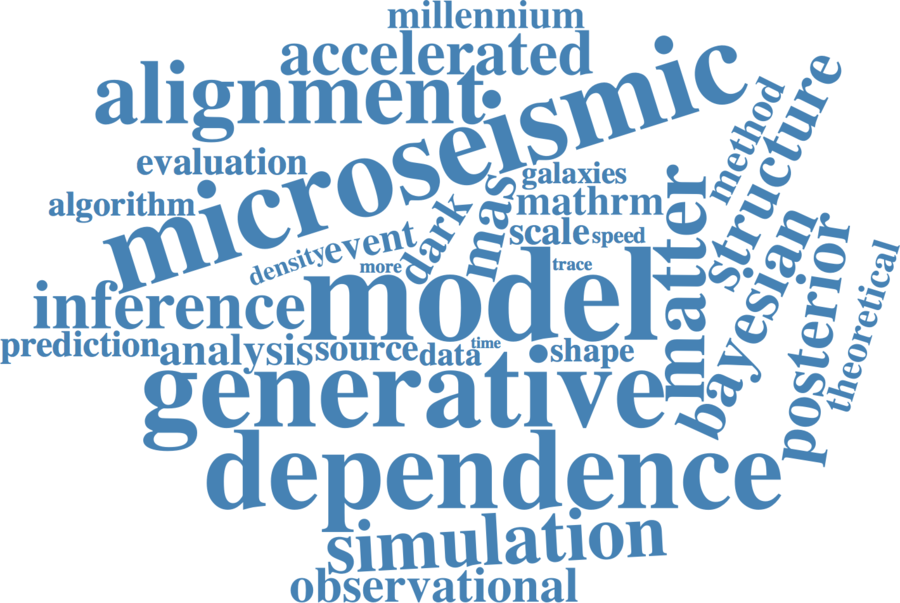 millennium
accelerated
alignment
microseismic
method
structure
evaluation
galaxies
algorithm
mathrm
dark
mas
matter
scale
speed
event
density
more
trace
bayesian
posterior
theoretical
inference
model
prediction
analysis
source
data
time
shape
generative
dependence
simulation
observational